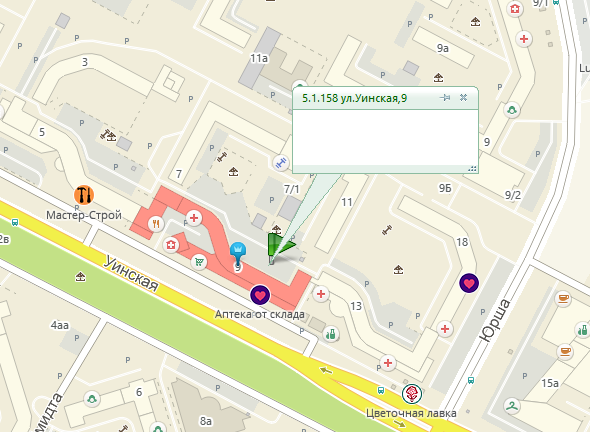 9/1
11а
9а
3
Lu
5.1.158 ул.Уинская,9
5
9
7
7/1
9Б
9/2
11
Мастер-Строй
18
2в
9
Уинская
13
Аптека от склада
Юрша
4аа
15а
6
8а
Цветочная лавка
мидта
P